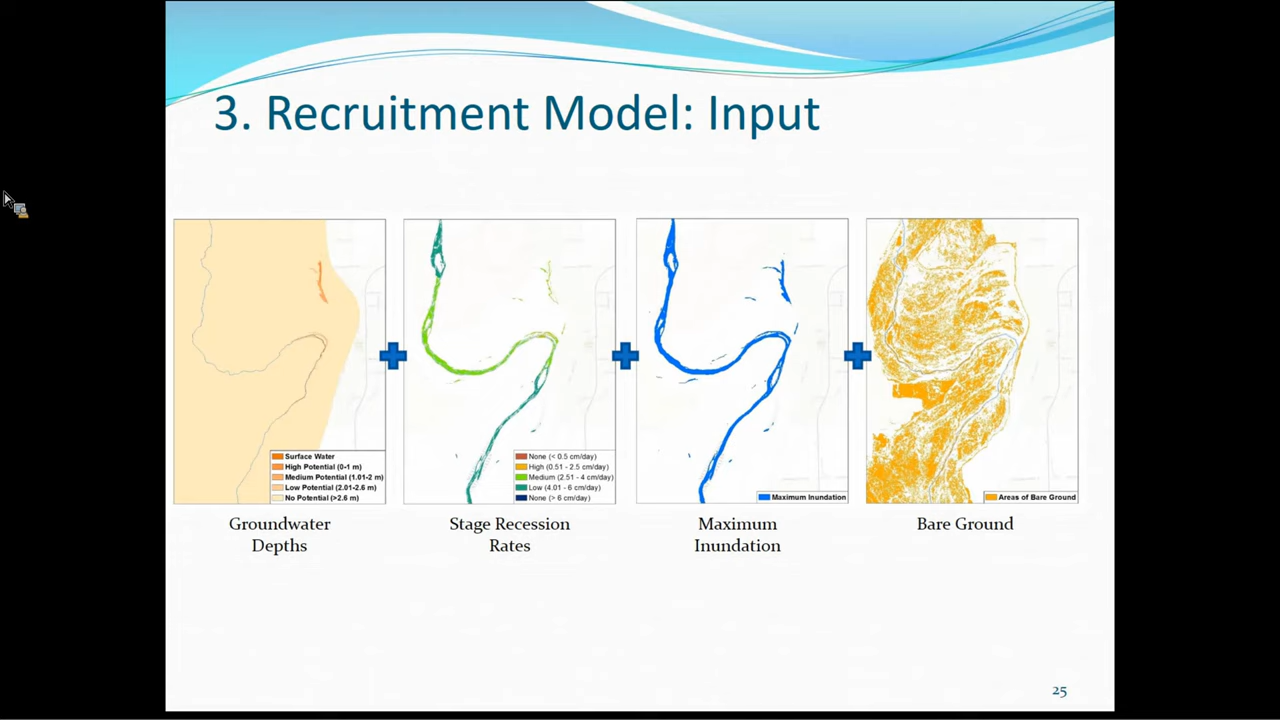 3. Recruitment Model: Input
Surface Water
High Potential (0-1 m)
Medium Potential (1.01-2 m)
Low Potential (2.01-2.6 m)
No Potential (>2.6 m)
None (< 0.5 cm/day)
High (0.51 - 2.5 cm/day)
Medium (2.51 - 4 cm/day)
Low (4.01 - 6 cm/day)
None (> 6 cm/day)
Maximum Inundation
Areas of Bare Ground
Groundwater
Depths
Stage Recession
Rates
Maximum
Inundation
Bare Ground
25